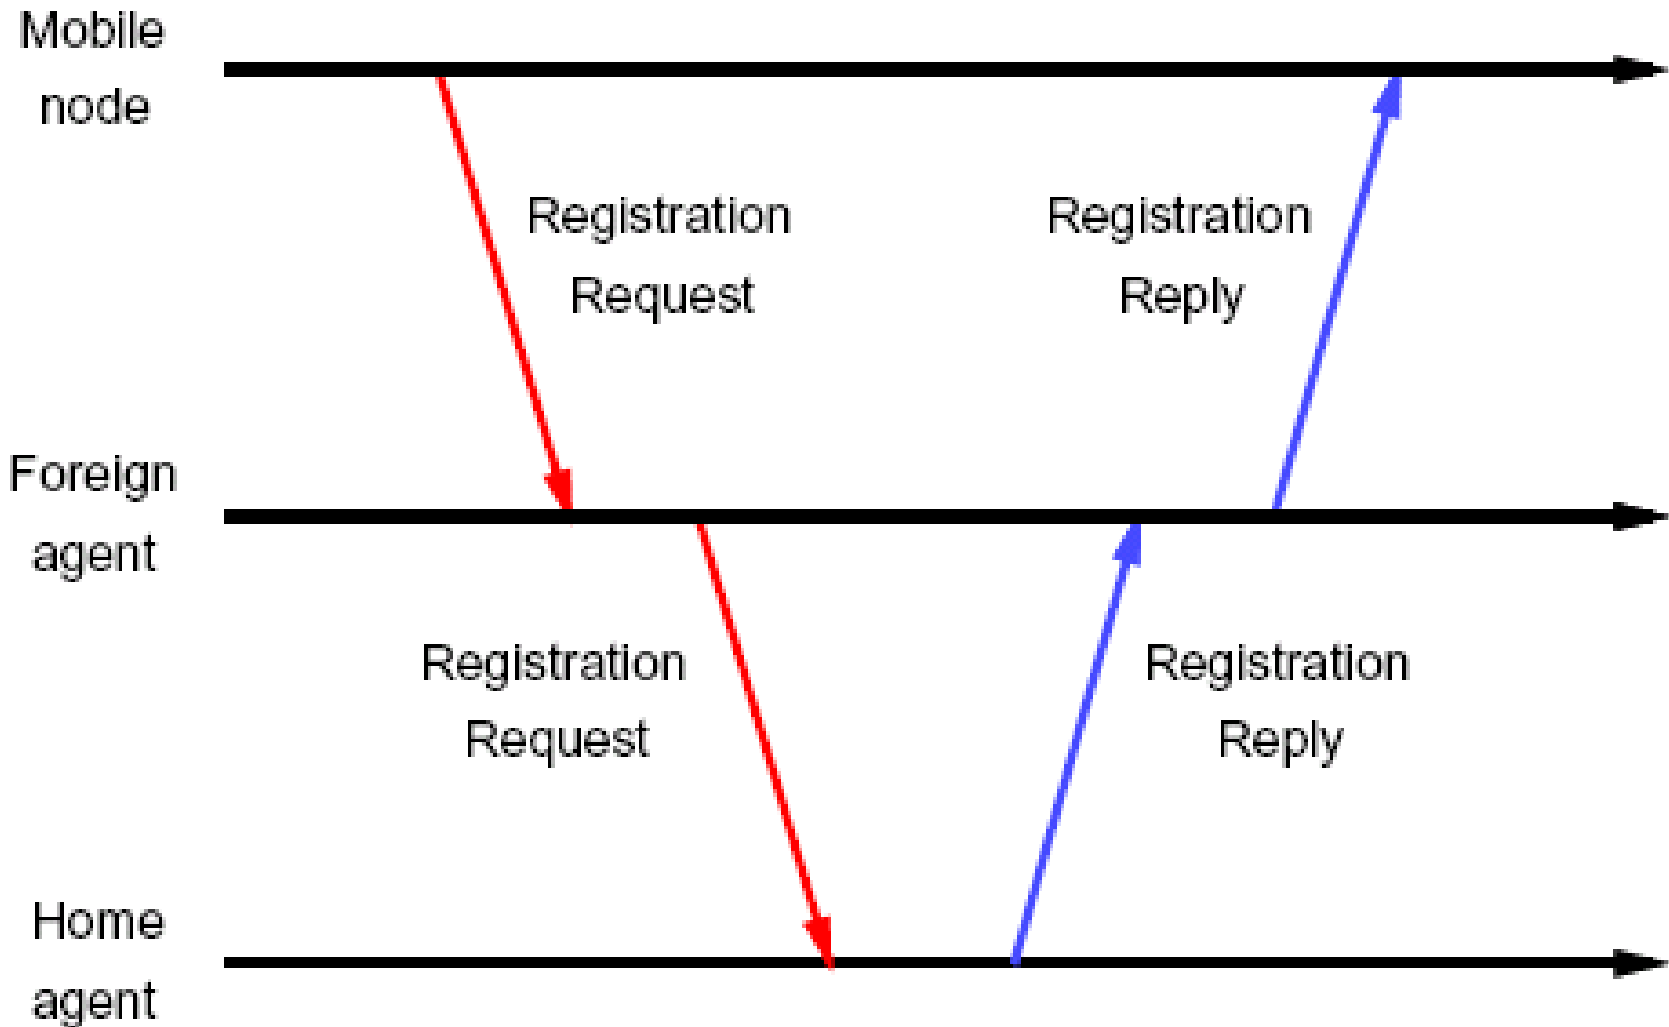 Mobile
node
Registration
Request
Registration
Reply
Foreign
agent
Registration
Request
Registration
Reply
Home
agent